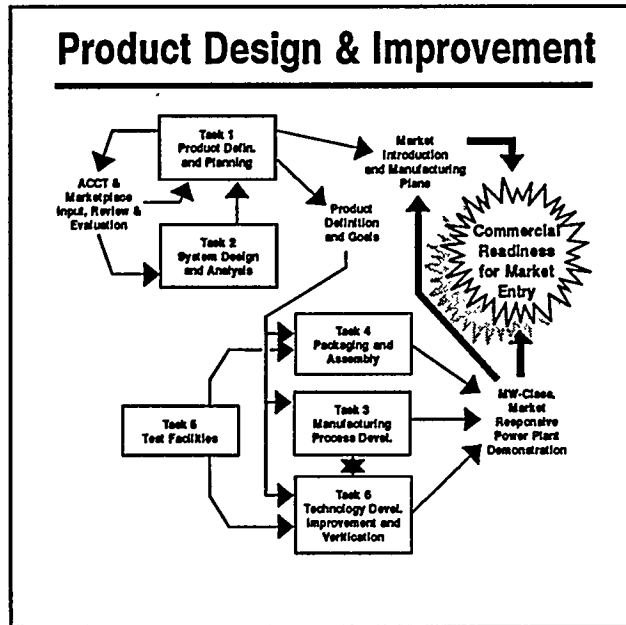 Product Design & Improvement
Task 1
Product Defin.
and Planning
Market
Introduction
and Manufacturing
Plans
ACCT &
Marketplace
Input, Review &
Evaluation
Product
Definition
and Goals
Commercial
Readiness
for Market
Entry
Task 2
System Design
and Analysis
Task 4
Packaging and
Assembly
Task 5
Test Facilities
Task 3
Manufacturing
Process Devel.
MW-Class,
Market
Responsive
Power Plant
Demonstration
Task 6
Technology Devel.
Improvement and
Verification